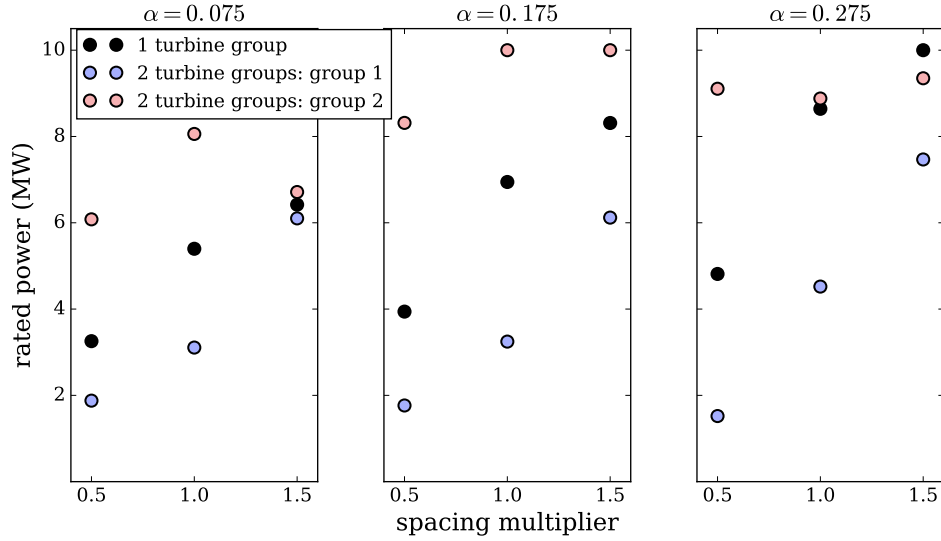 α = 0.075
α = 0.175
α = 0.275
1 turbine group
2 turbine groups: group 1
2 turbine groups: group 2
rated power (MW)
10
8
6
4
2
0.5 1.0 1.5
0.5 1.0 1.5
0.5 1.0 1.5
spacing multiplier